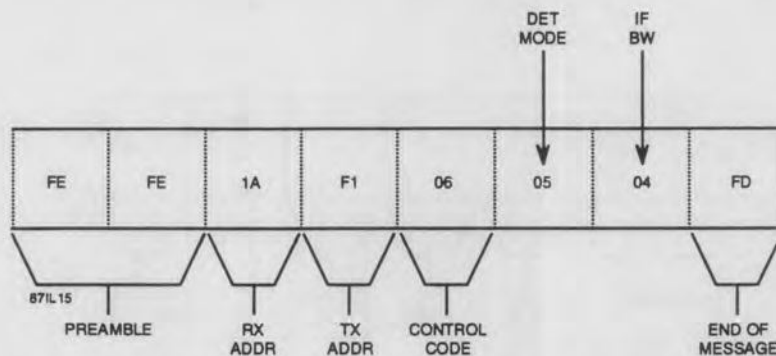 DET MODE
IF BW
FE FE 1A F1 06 05 04 FD
871L15
PREAMBLE
RX ADDR
TX ADDR
CONTROL CODE
END OF MESSAGE